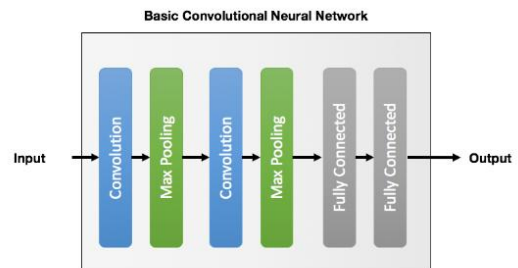 Basic Convolutional Neural Network
Input
Convolution
Max Pooling
Convolution
Max Pooling
Fully Connected
Fully Connected
Output